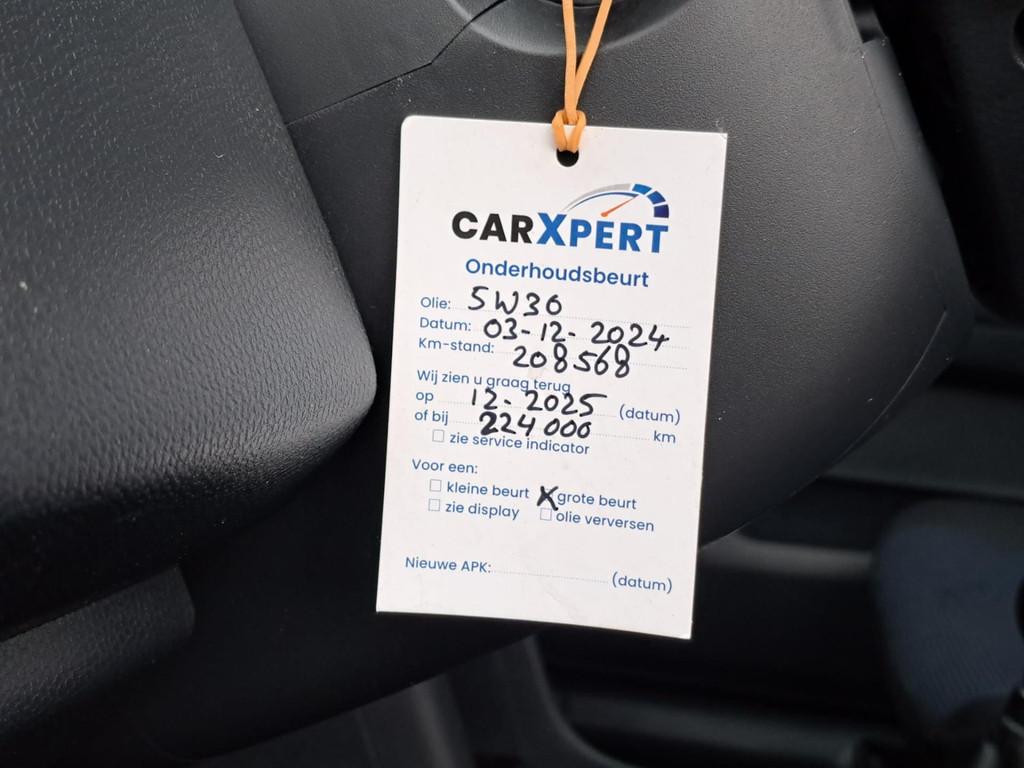 CARXPERT
Onderhoudsbeurt
Olie: 5W30
Datum: 03-12-2024
Km-stand: 208568
Wij zien u graag terug
op 12-2025 (datum)
of bij 224000 km
☐ zie service indicator
Voor een:
☐ kleine beurt X grote beurt
☐ zie display ☐ olie verversen
Nieuwe APK: (datum)